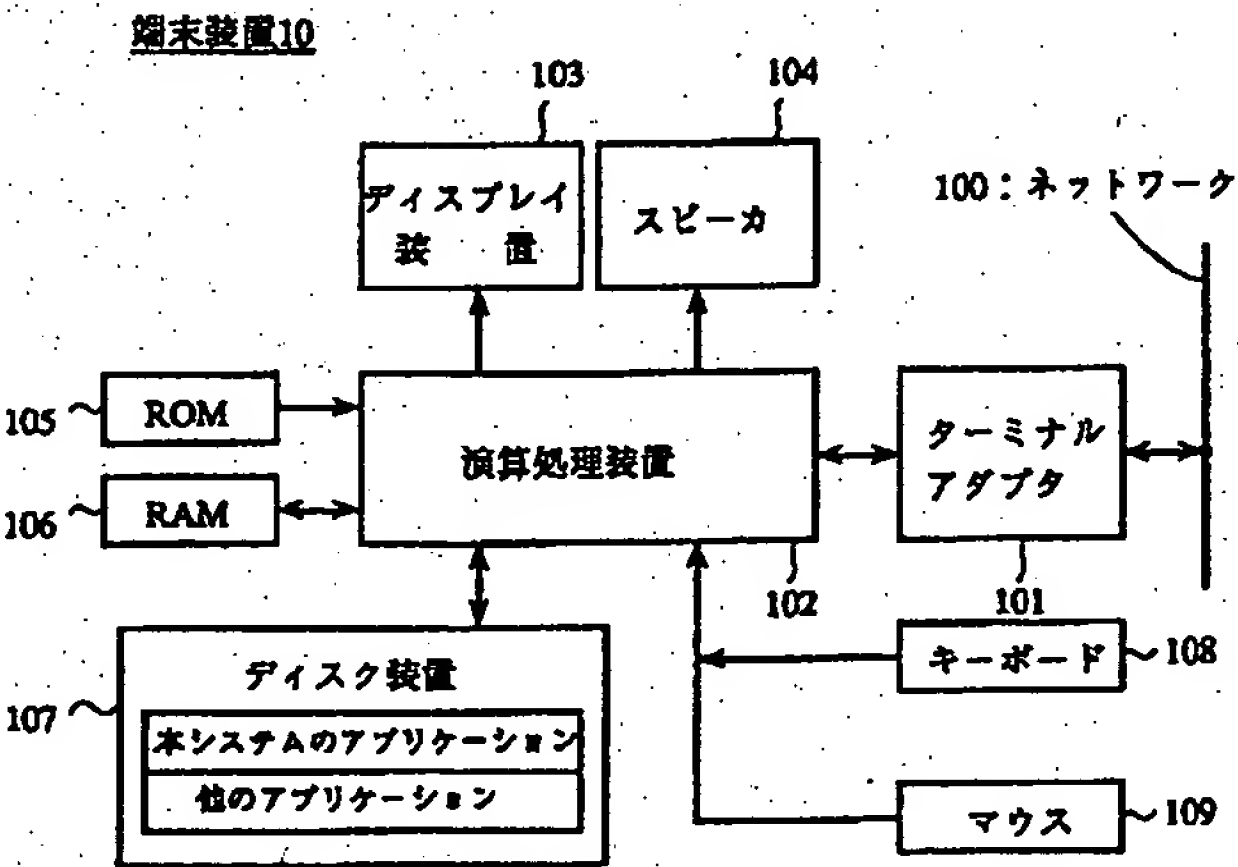 端末装置10
103
104
ディスプレイ
装 置
スピーカ
100:ネットワーク
105
ROM
106
RAM
演算処理装置
102
ターミナル
アダプタ
101
107
ディスク装置
本システムのアプリケーション
他のアプリケーション
キーボード
108
マウス
109